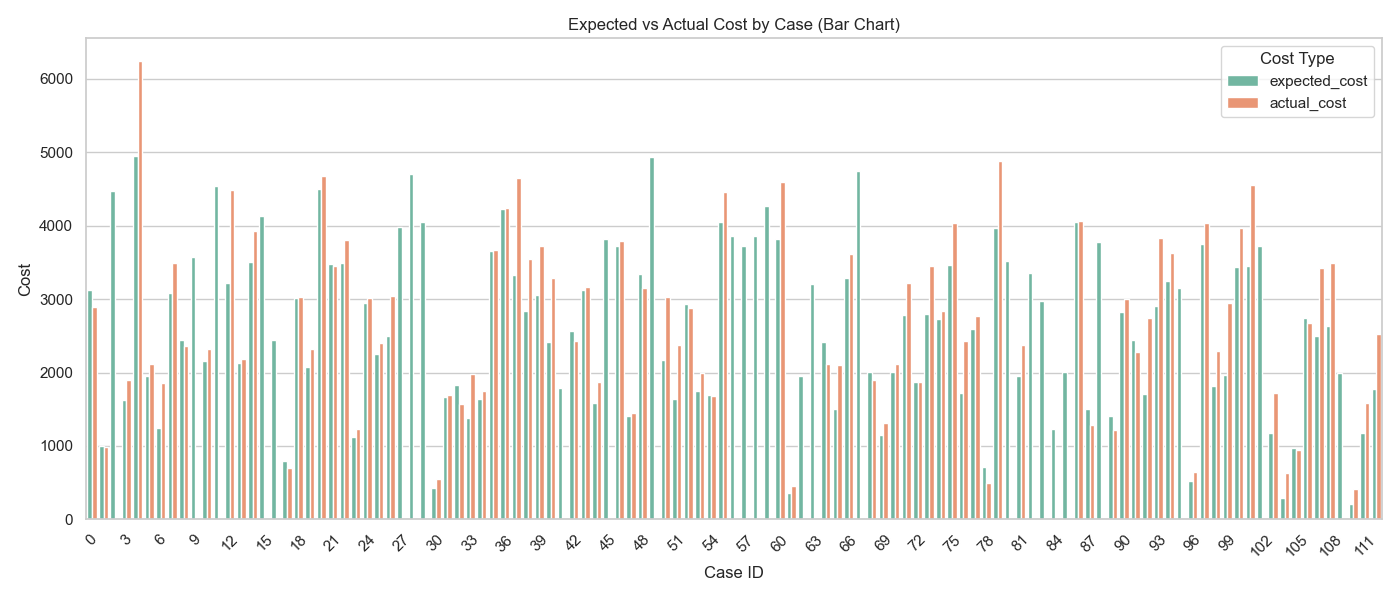 Expected vs Actual Cost by Case (Bar Chart)
Cost Type
expected_cost
actual_cost
6000
5000
4000
3000
2000
1000
0
Cost
0 3 6 9 12 15 18 21 24 27 30 33 36 39 42 45 48 51 54 57 60 63 66 69 72 75 78 81 84 87 90 93 96 99 102 105 108 111
Case ID